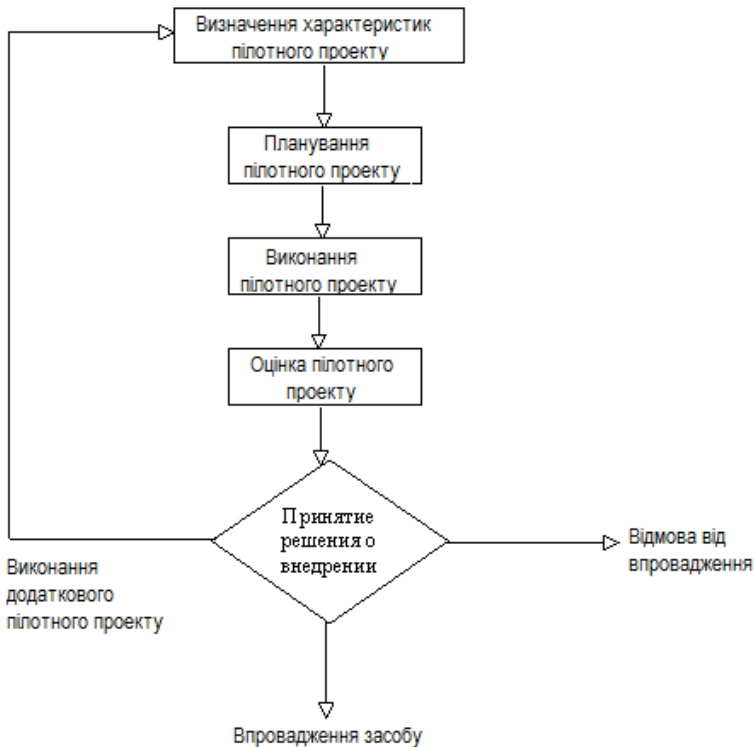 Визначення характеристик
пілотного проекту
Планування
пілотного проекту
Виконання
пілотного проекту
Оцінка пілотного
проекту
Принятие
решения о
внедрении
Відмова від
впровадження
Виконання
додаткового
пілотного проекту
Впровадження засобу